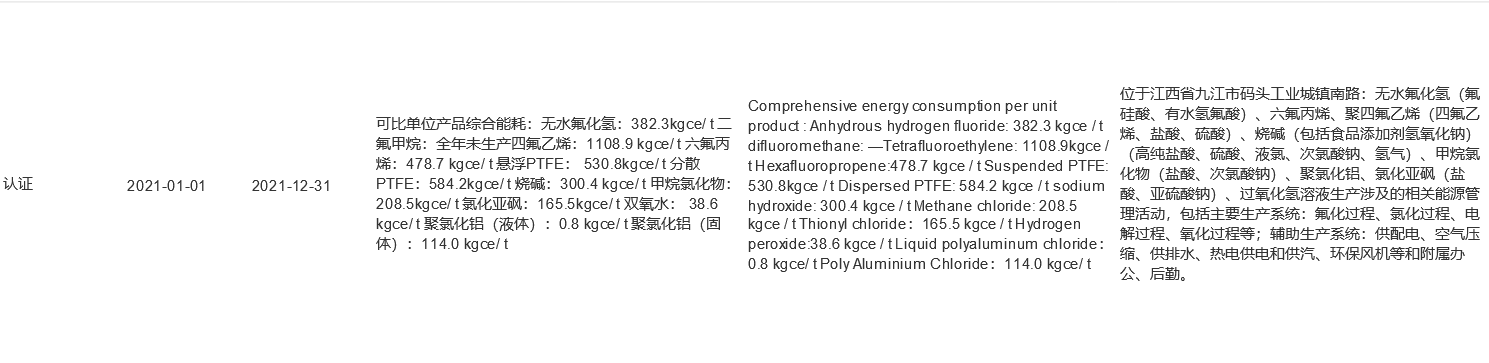 认证
2021-01-01
2021-12-31
可比单位产品综合能耗：无水氟化氢：382.3kgce/ t 二
氟甲烷：全年未生产四氟乙烯：1108.9 kgce/ t 六氟丙
烯：478.7 kgce/ t 悬浮PTFE： 530.8kgce/ t 分散
PTFE：584.2kgce/ t 烧碱：300.4 kgce/ t 甲烷氯化物：
208.5kgce/ t 氯化亚砜：165.5kgce/ t 双氧水： 38.6
kgce/ t 聚氯化铝（液体）：0.8 kgce/ t 聚氯化铝（固
体）：114.0 kgce/ t
Comprehensive energy consumption per unit
product : Anhydrous hydrogen fluoride: 382.3 kgce / t
difluoromethane: —Tetrafluoroethylene: 1108.9kgce /
t Hexafluoropropene:478.7 kgce / t Suspended PTFE:
530.8kgce / t Dispersed PTFE: 584.2 kgce / t sodium
hydroxide: 300.4 kgce / t Methane chloride: 208.5
kgce / t Thionyl chloride：165.5 kgce / t Hydrogen
peroxide:38.6 kgce / t Liquid polyaluminum chloride：
0.8 kgce/ t Poly Aluminium Chloride：114.0 kgce/ t
位于江西省九江市码头工业城镇南路：无水氟化氢（氟
硅酸、有水氢氟酸）、六氟丙烯、聚四氟乙烯（四氟乙
烯、盐酸、硫酸）、烧碱（包括食品添加剂氢氧化钠）
（高纯盐酸、硫酸、液氯、次氯酸钠、氢气）、甲烷氯
化物（盐酸、次氯酸钠）、聚氯化铝、氯化亚砜（盐
酸、亚硫酸钠）、过氧化氢溶液生产涉及的相关能源管
理活动，包括主要生产系统：氟化过程、氯化过程、电
解过程、氧化过程等；辅助生产系统：供配电、空气压
缩、供排水、热电供电和供汽、环保风机等和附属办
公、后勤。